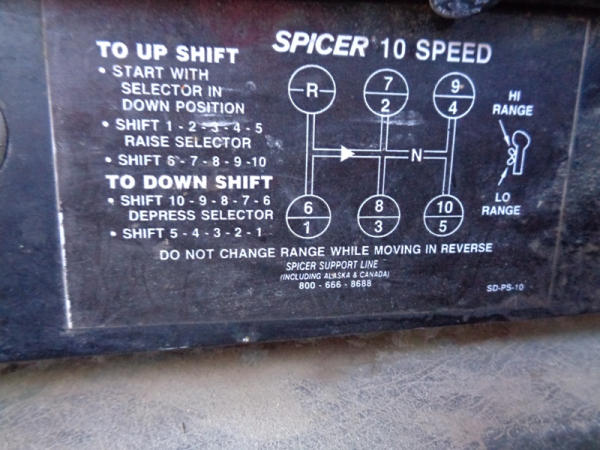 SPICER 10 SPEED
TO UP SHIFT
• START WITH
SELECTOR IN
DOWN POSITION
• SHIFT 1 - 2 - 3 - 4 - 5
RAISE SELECTOR
• SHIFT 6 - 7 - 8 - 9 -10
TO DOWN SHIFT
• SHIFT 10 - 9 - 8 - 7 - 6
DEPRESS SELECTOR
• SHIFT 5 - 4 - 3 - 2 - 1
R
7
2
9
4
N
6
1
8
3
10
5
HI
RANGE
LO
RANGE
DO NOT CHANGE RANGE WHILE MOVING IN REVERSE
SPICER SUPPORT LINE
(INCLUDING ALASKA & CANADA)
800 - 666 - 8688
SD-PS-10